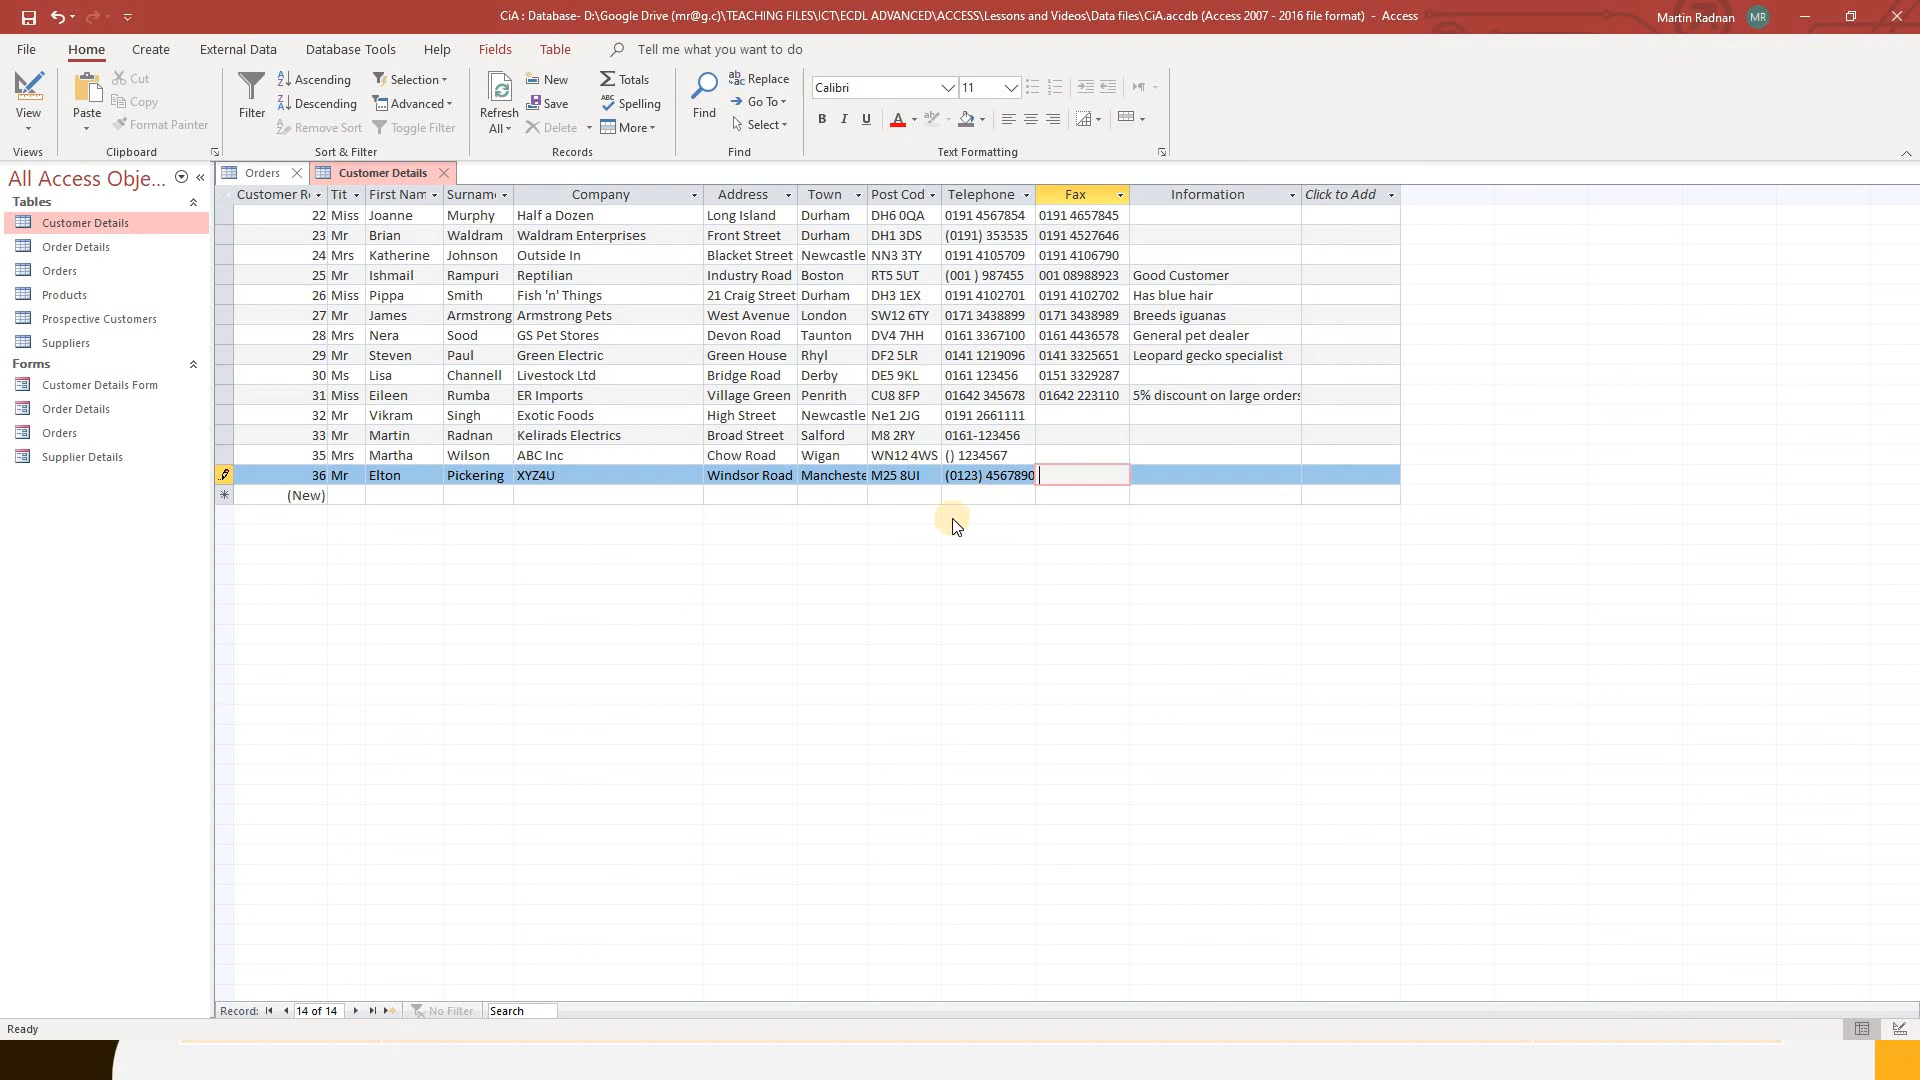 CiA : Database- D:\Google Drive (mr@g.c)\TEACHING FILES\ICT\ECDL ADVANCED\ACCESS\Lessons and Videos\Data files\CiA.accdb (Access 2007 - 2016 file format) - Access
Martin Radnan MR
File Home Create External Data Database Tools Help Fields Table Tell me what you want to do
View
Views
Paste
Cut
Copy
Format Painter
Clipboard
Filter
Ascending
Descending
Remove Sort
Selection
Advanced
Toggle Filter
Sort & Filter
Refresh
All
New
Save
Delete
Totals
Spelling
More
Records
Find
Replace
Go To
Select
Find
Calibri 11
B I U
Text Formatting
All Access Obje...
Tables
Customer Details
Order Details
Orders
Products
Prospective Customers
Suppliers
Forms
Customer Details Form
Order Details
Orders
Supplier Details
Orders Customer Details
Customer R Tit First Nam Surnam Company Address Town Post Cod Telephone Fax Information Click to Add
22 Miss Joanne Murphy Half a Dozen Long Island Durham DH6 0QA 0191 4567854 0191 4657845
23 Mr Brian Waldram Waldram Enterprises Front Street Durham DH1 3DS (0191) 353535 0191 4527646
24 Mrs Katherine Johnson Outside In Blacket Street Newcastle NN3 3TY 0191 4105709 0191 4106790
25 Mr Ishmail Rampuri Reptilian Industry Road Boston RT5 5UT (001 ) 987455 001 08988923 Good Customer
26 Miss Pippa Smith Fish 'n' Things 21 Craig Street Durham DH3 1EX 0191 4102701 0191 4102702 Has blue hair
27 Mr James Armstrong Armstrong Pets West Avenue London SW12 6TY 0171 3438899 0171 3438989 Breeds iguanas
28 Mrs Nera Sood GS Pet Stores Devon Road Taunton DV4 7HH 0161 3367100 0161 4436578 General pet dealer
29 Mr Steven Paul Green Electric Green House Rhyl DF2 5LR 0141 1219096 0141 3325651 Leopard gecko specialist
30 Ms Lisa Channell Livestock Ltd Bridge Road Derby DE5 9KL 0161 123456 0151 3329287
31 Miss Eileen Rumba ER Imports Village Green Penrith CU8 8FP 01642 345678 01642 223110 5% discount on large orders
32 Mr Vikram Singh Exotic Foods High Street Newcastle Ne1 2JG 0191 2661111
33 Mr Martin Radnan Kelirads Electrics Broad Street Salford M8 2RY 0161-123456
35 Mrs Martha Wilson ABC Inc Chow Road Wigan WN12 4WS () 1234567
36 Mr Elton Pickering XYZ4U Windsor Road Mancheste M25 8UI (0123) 4567890
(New)
Record: 14 of 14 No Filter Search
Ready